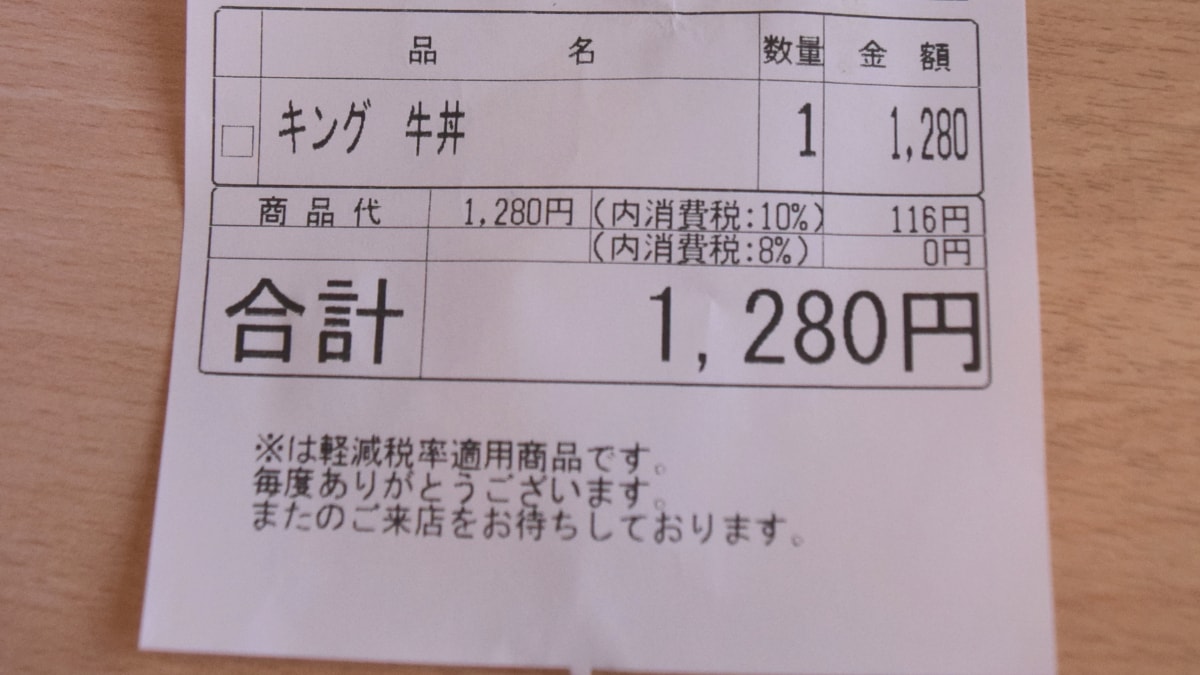 品 名 数量 金 額
□ キング 牛丼 1 1,280
商 品 代 1,280円 (内消費税:10%) 116円
(内消費税:8%) 0円
合計 1,280円
※は軽減税率適用商品です。
毎度ありがとうございます。
またのご来店をお待ちしております。